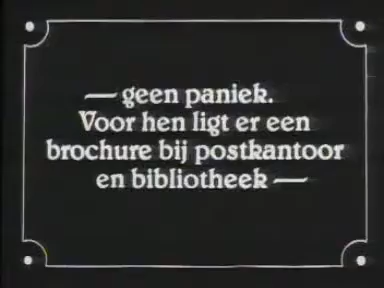 — geen paniek.
Voor hen ligt er een
brochure bij postkantoor
en bibliotheek —